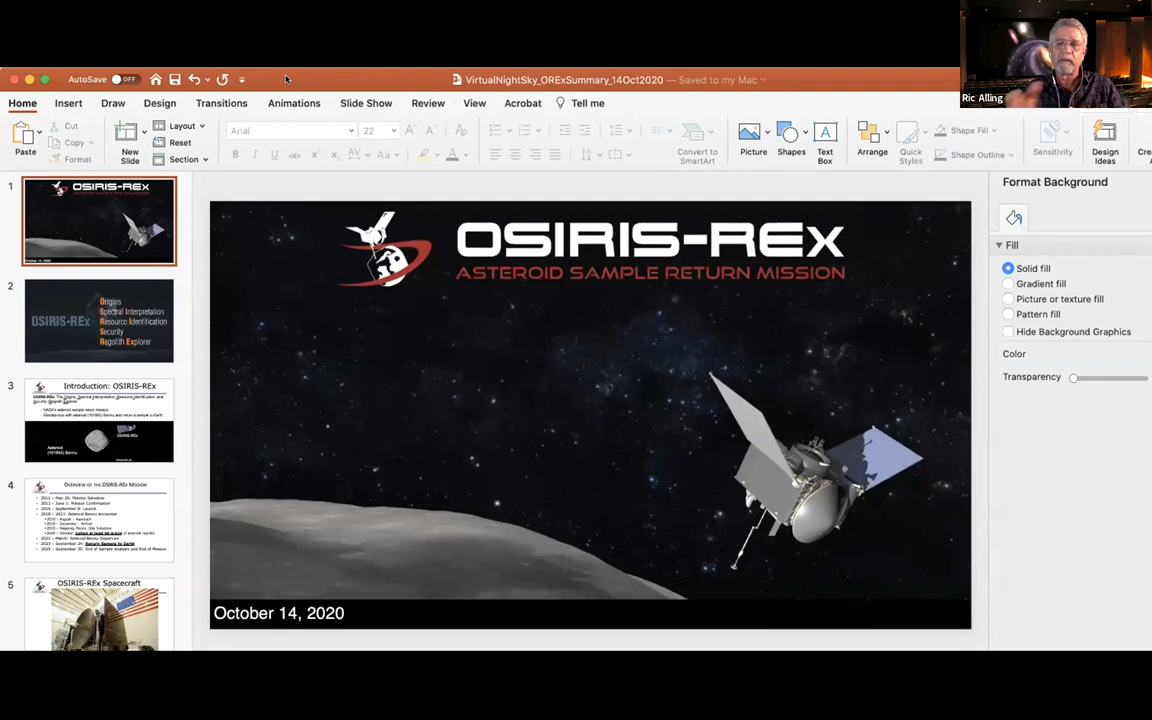 Ric Alling
AutoSave OFF
VirtualNightSky_ORExSummary_14Oct2020 — Saved to my Mac
Home Insert Draw Design Transitions Animations Slide Show Review View Acrobat Tell me
Paste
Cut
Copy
Format
New
Slide
Layout
Reset
Section
Arial 22
Convert to
SmartArt
Picture
Shapes
Text
Box
Arrange
Quick
Styles
Shape Fill
Shape Outline
Sensitivity
Design
Ideas
1
OSIRIS-REx
2
OSIRIS-REx
Origins
Spectral Interpretation
Resource Identification
Security
Regolith Explorer
3
Introduction: OSIRIS-REx
Asteroid
(101955) Bennu
OSIRIS-REx
4
Overview of the OSIRIS-REx Mission
5
OSIRIS-REx Spacecraft
OSIRIS-REx
ASTEROID SAMPLE RETURN MISSION
October 14, 2020
Format Background
Fill
Solid fill
Gradient fill
Picture or texture fill
Pattern fill
Hide Background Graphics
Color
Transparency